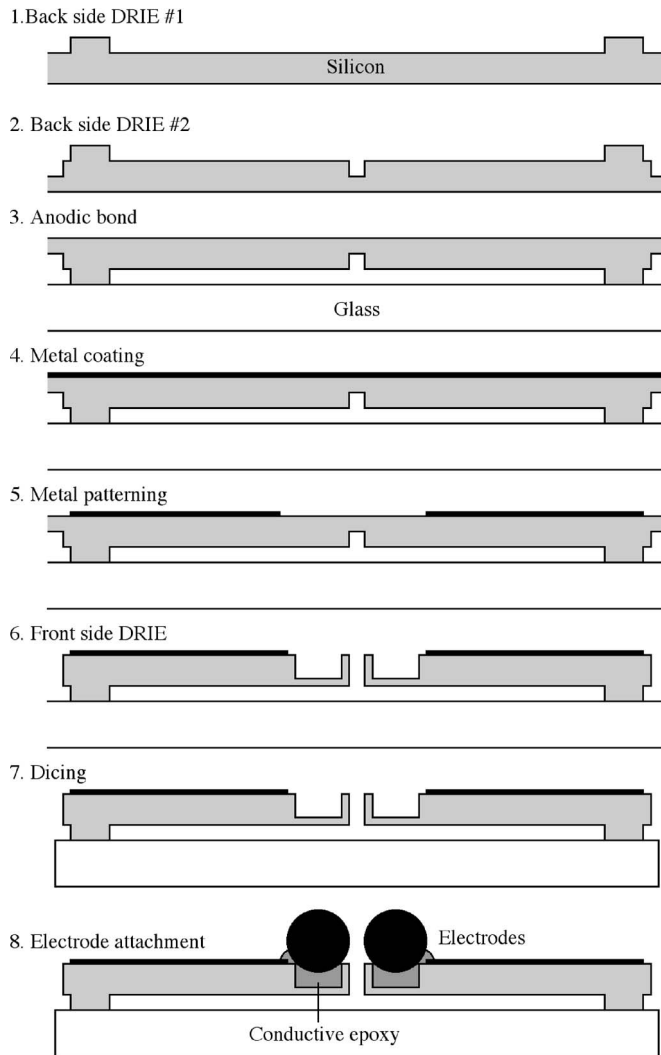 1.Back side DRIE #1
Silicon
2. Back side DRIE #2
3. Anodic bond
Glass
4. Metal coating
5. Metal patterning
6. Front side DRIE
7. Dicing
8. Electrode attachment
Electrodes
Conductive epoxy